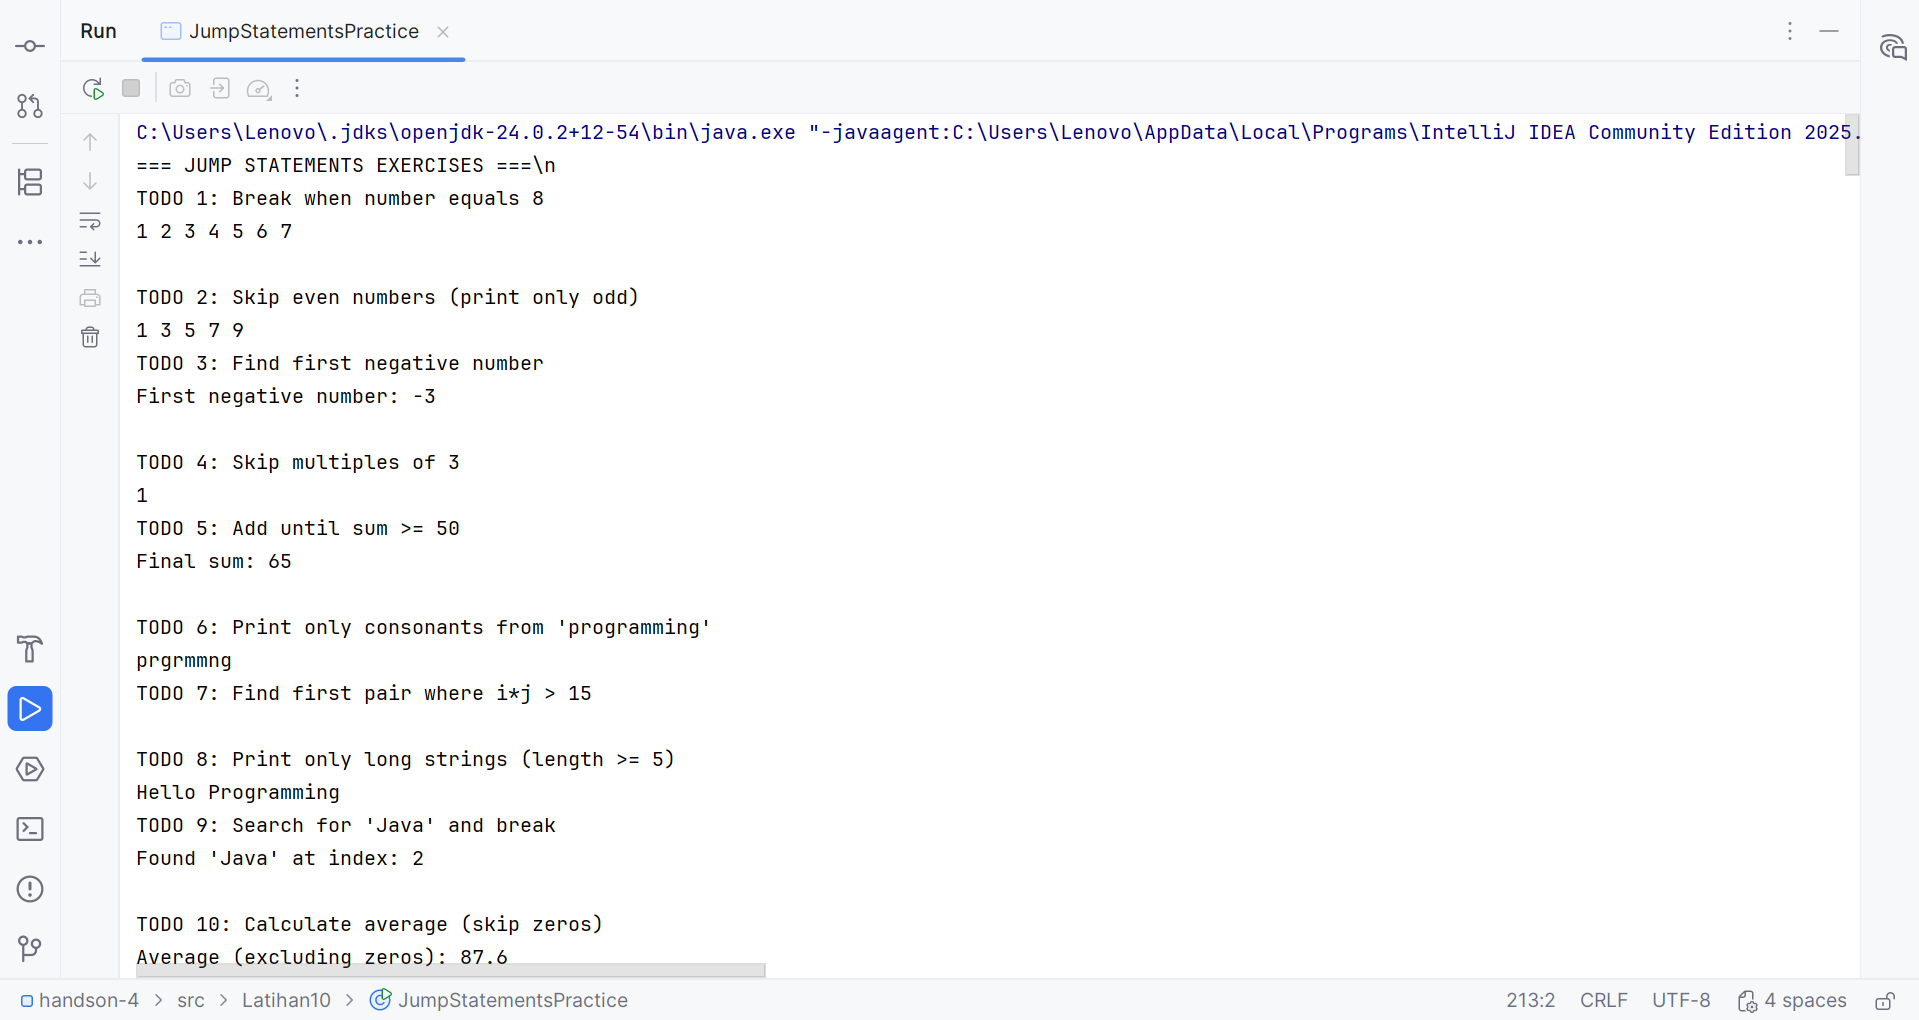 Run JumpStatementsPractice
C:\Users\Lenovo\.jdks\openjdk-24.0.2+12-54\bin\java.exe "-javaagent:C:\Users\Lenovo\AppData\Local\Programs\IntelliJ IDEA Community Edition 2025.
=== JUMP STATEMENTS EXERCISES ===\n
TODO 1: Break when number equals 8
1 2 3 4 5 6 7
TODO 2: Skip even numbers (print only odd)
1 3 5 7 9
TODO 3: Find first negative number
First negative number: -3
TODO 4: Skip multiples of 3
1
TODO 5: Add until sum >= 50
Final sum: 65
TODO 6: Print only consonants from 'programming'
prgrmmng
TODO 7: Find first pair where i*j > 15
TODO 8: Print only long strings (length >= 5)
Hello Programming
TODO 9: Search for 'Java' and break
Found 'Java' at index: 2
TODO 10: Calculate average (skip zeros)
Average (excluding zeros): 87.6
handson-4 > src > Latihan10 > JumpStatementsPractice 213:2 CRLF UTF-8 4 spaces